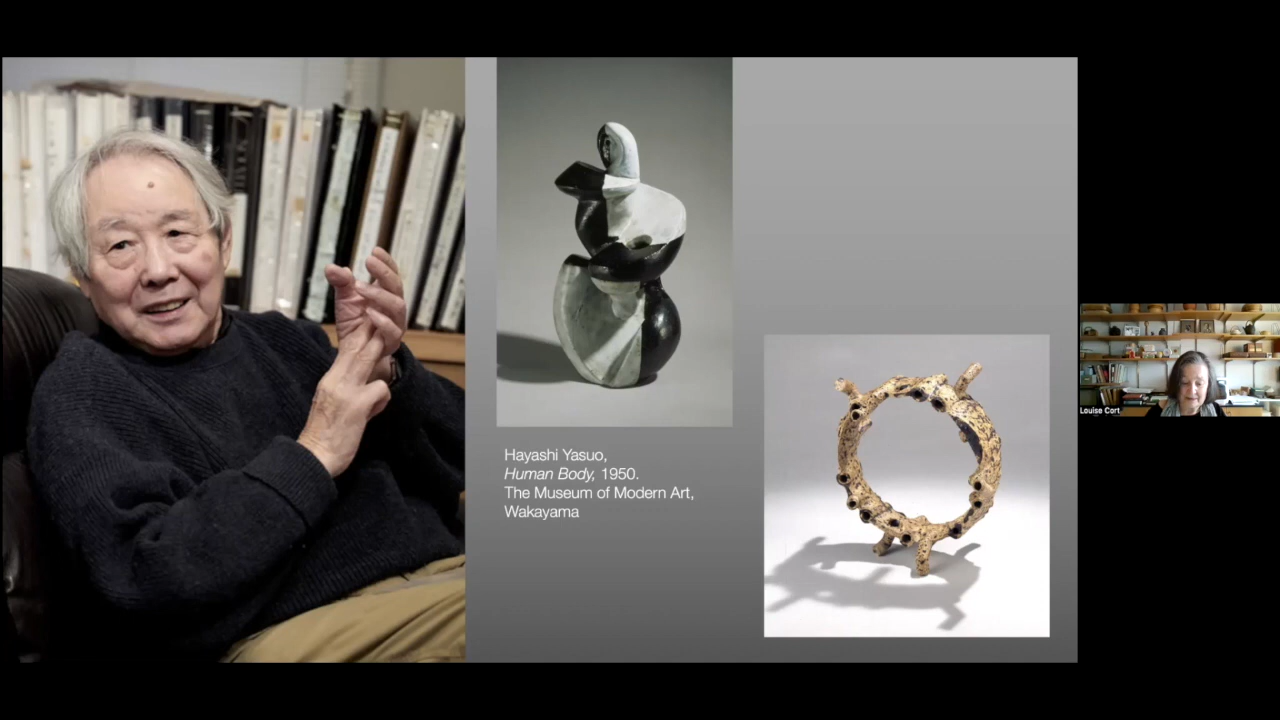 Hayashi Yasuo,
Human Body, 1950.
The Museum of Modern Art,
Wakayama
Louise Cort